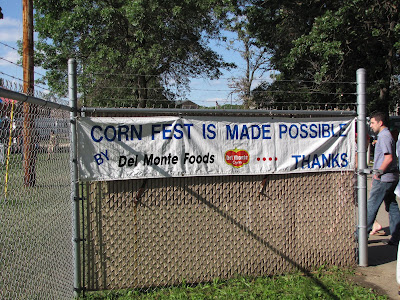 CORN FEST IS MADE POSSIBLE
BY Del Monte Foods Del Monte .... THANKS